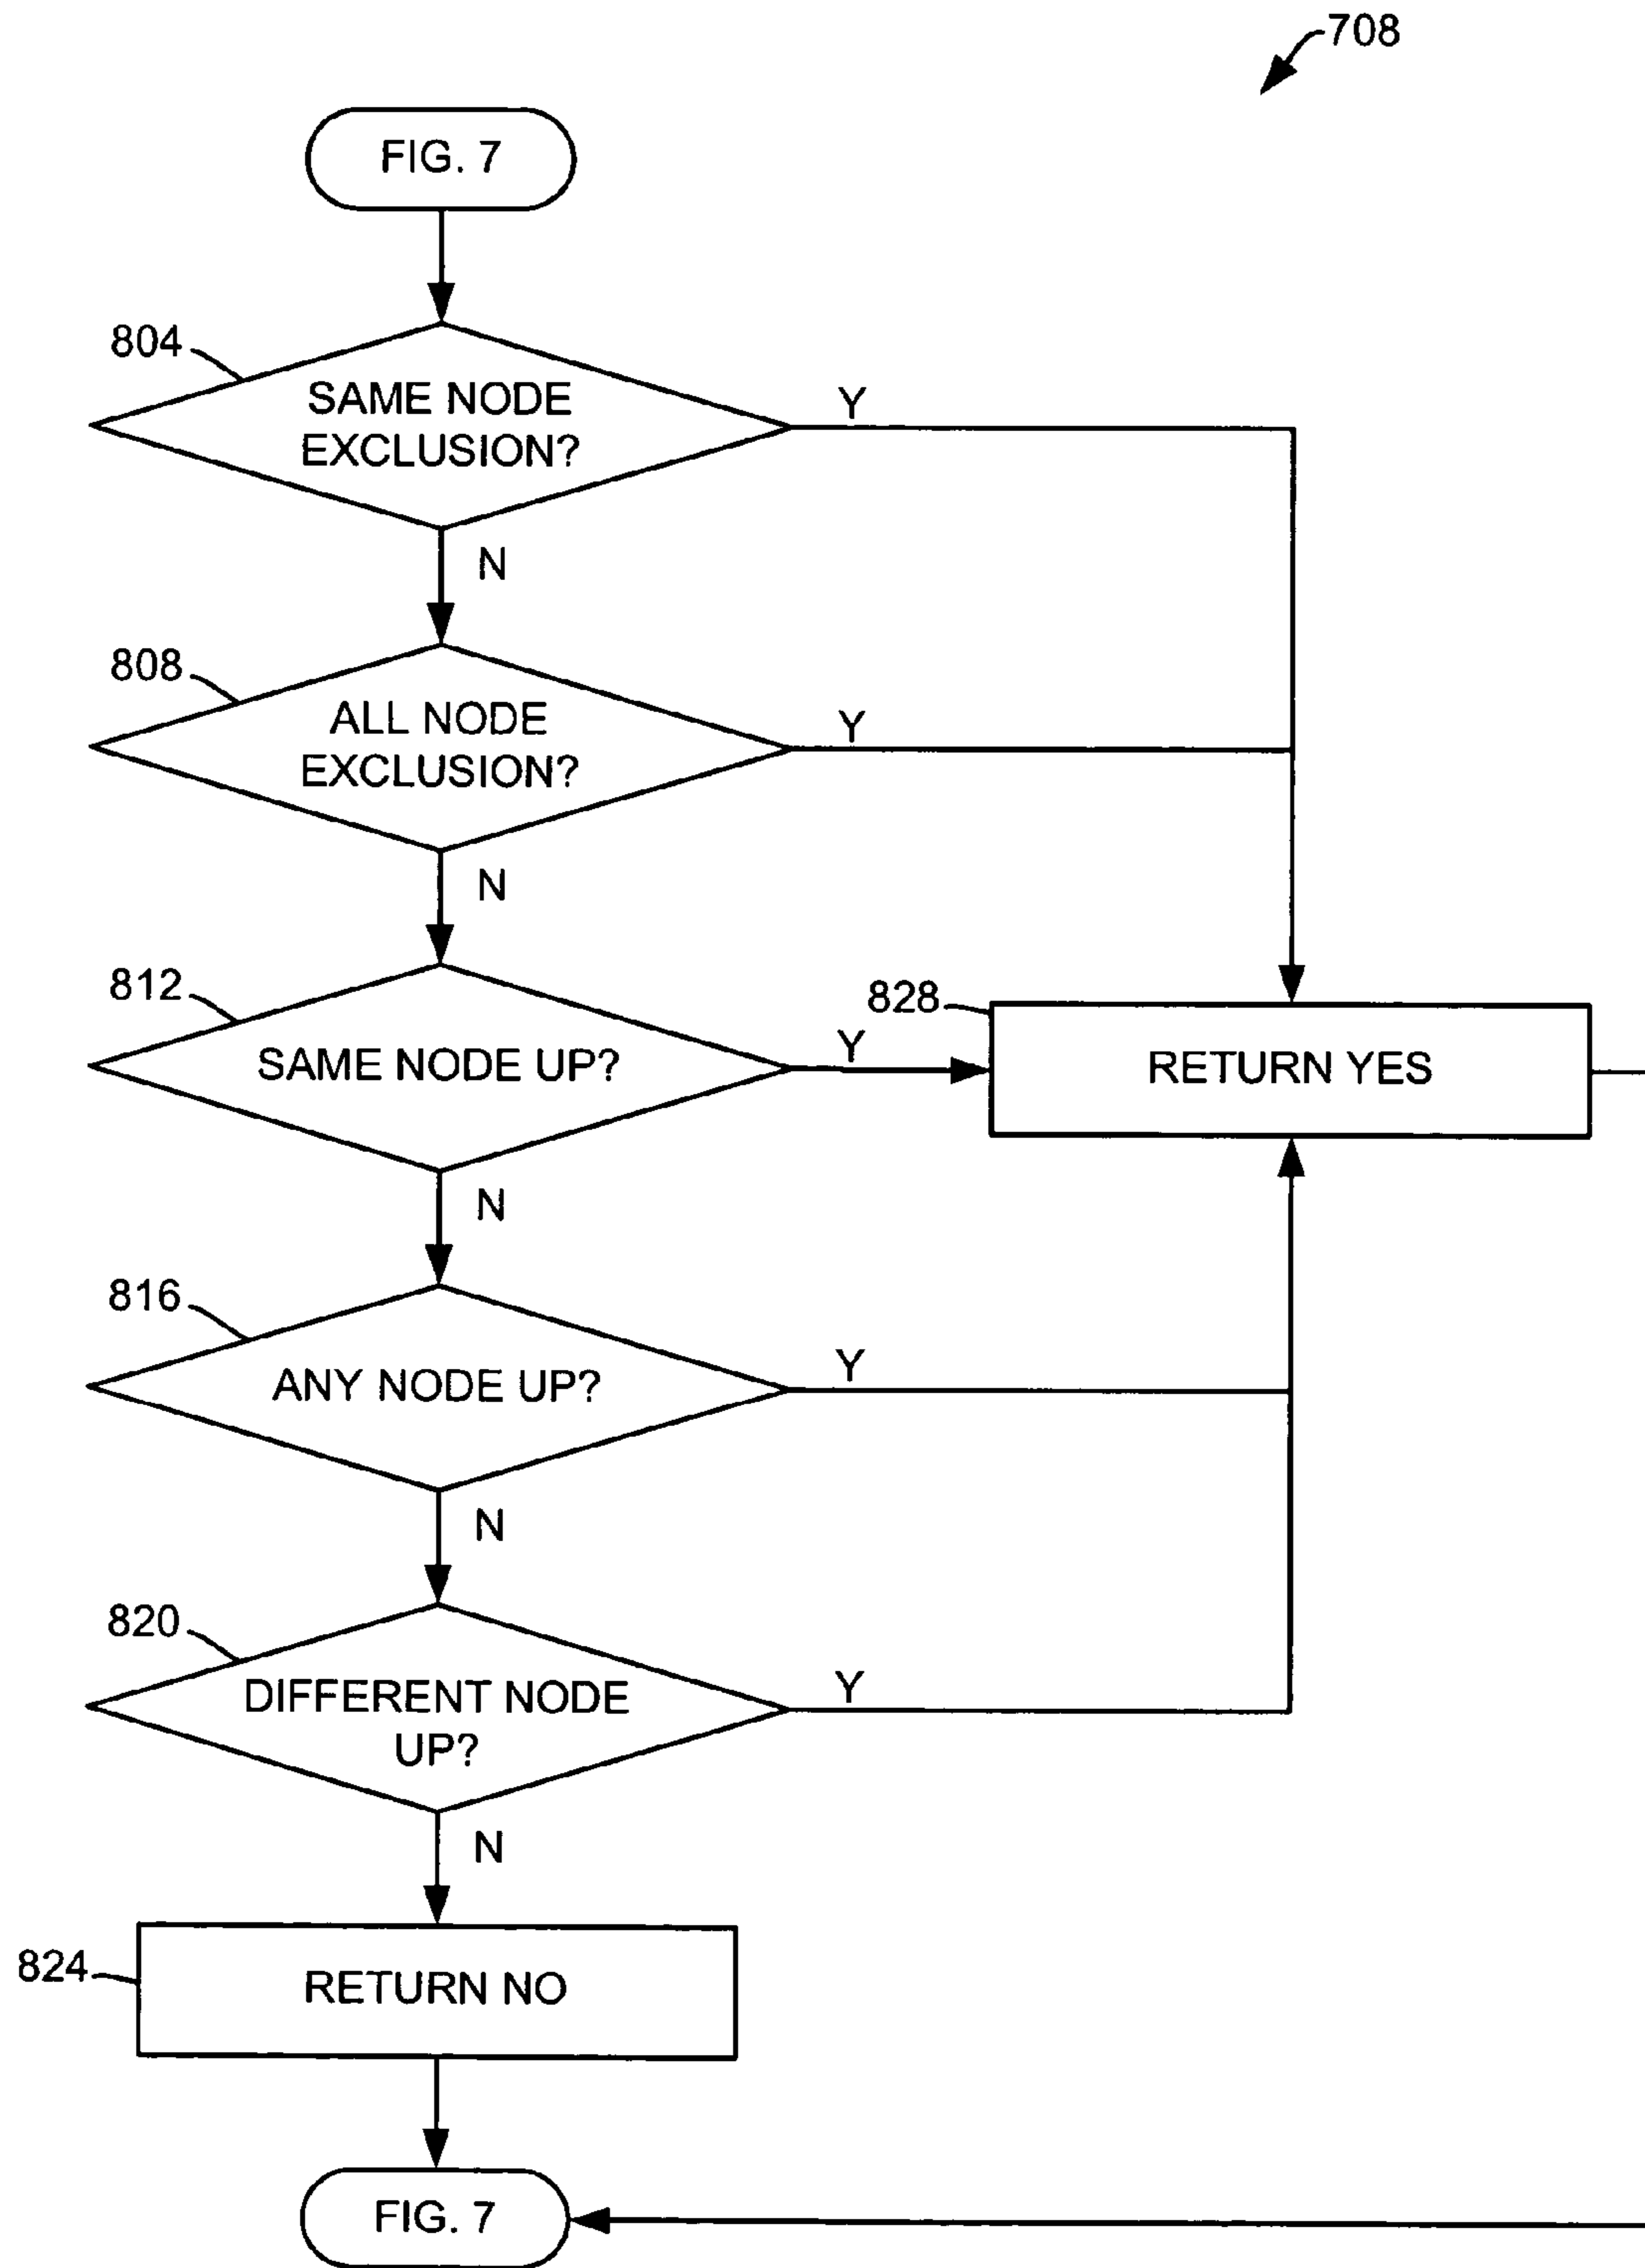 708
FIG. 7
804
SAME NODE
EXCLUSION?
Y
N
808
ALL NODE
EXCLUSION?
Y
N
812
SAME NODE UP?
Y
828
RETURN YES
N
816
ANY NODE UP?
Y
N
820
DIFFERENT NODE
UP?
Y
N
824
RETURN NO
FIG. 7